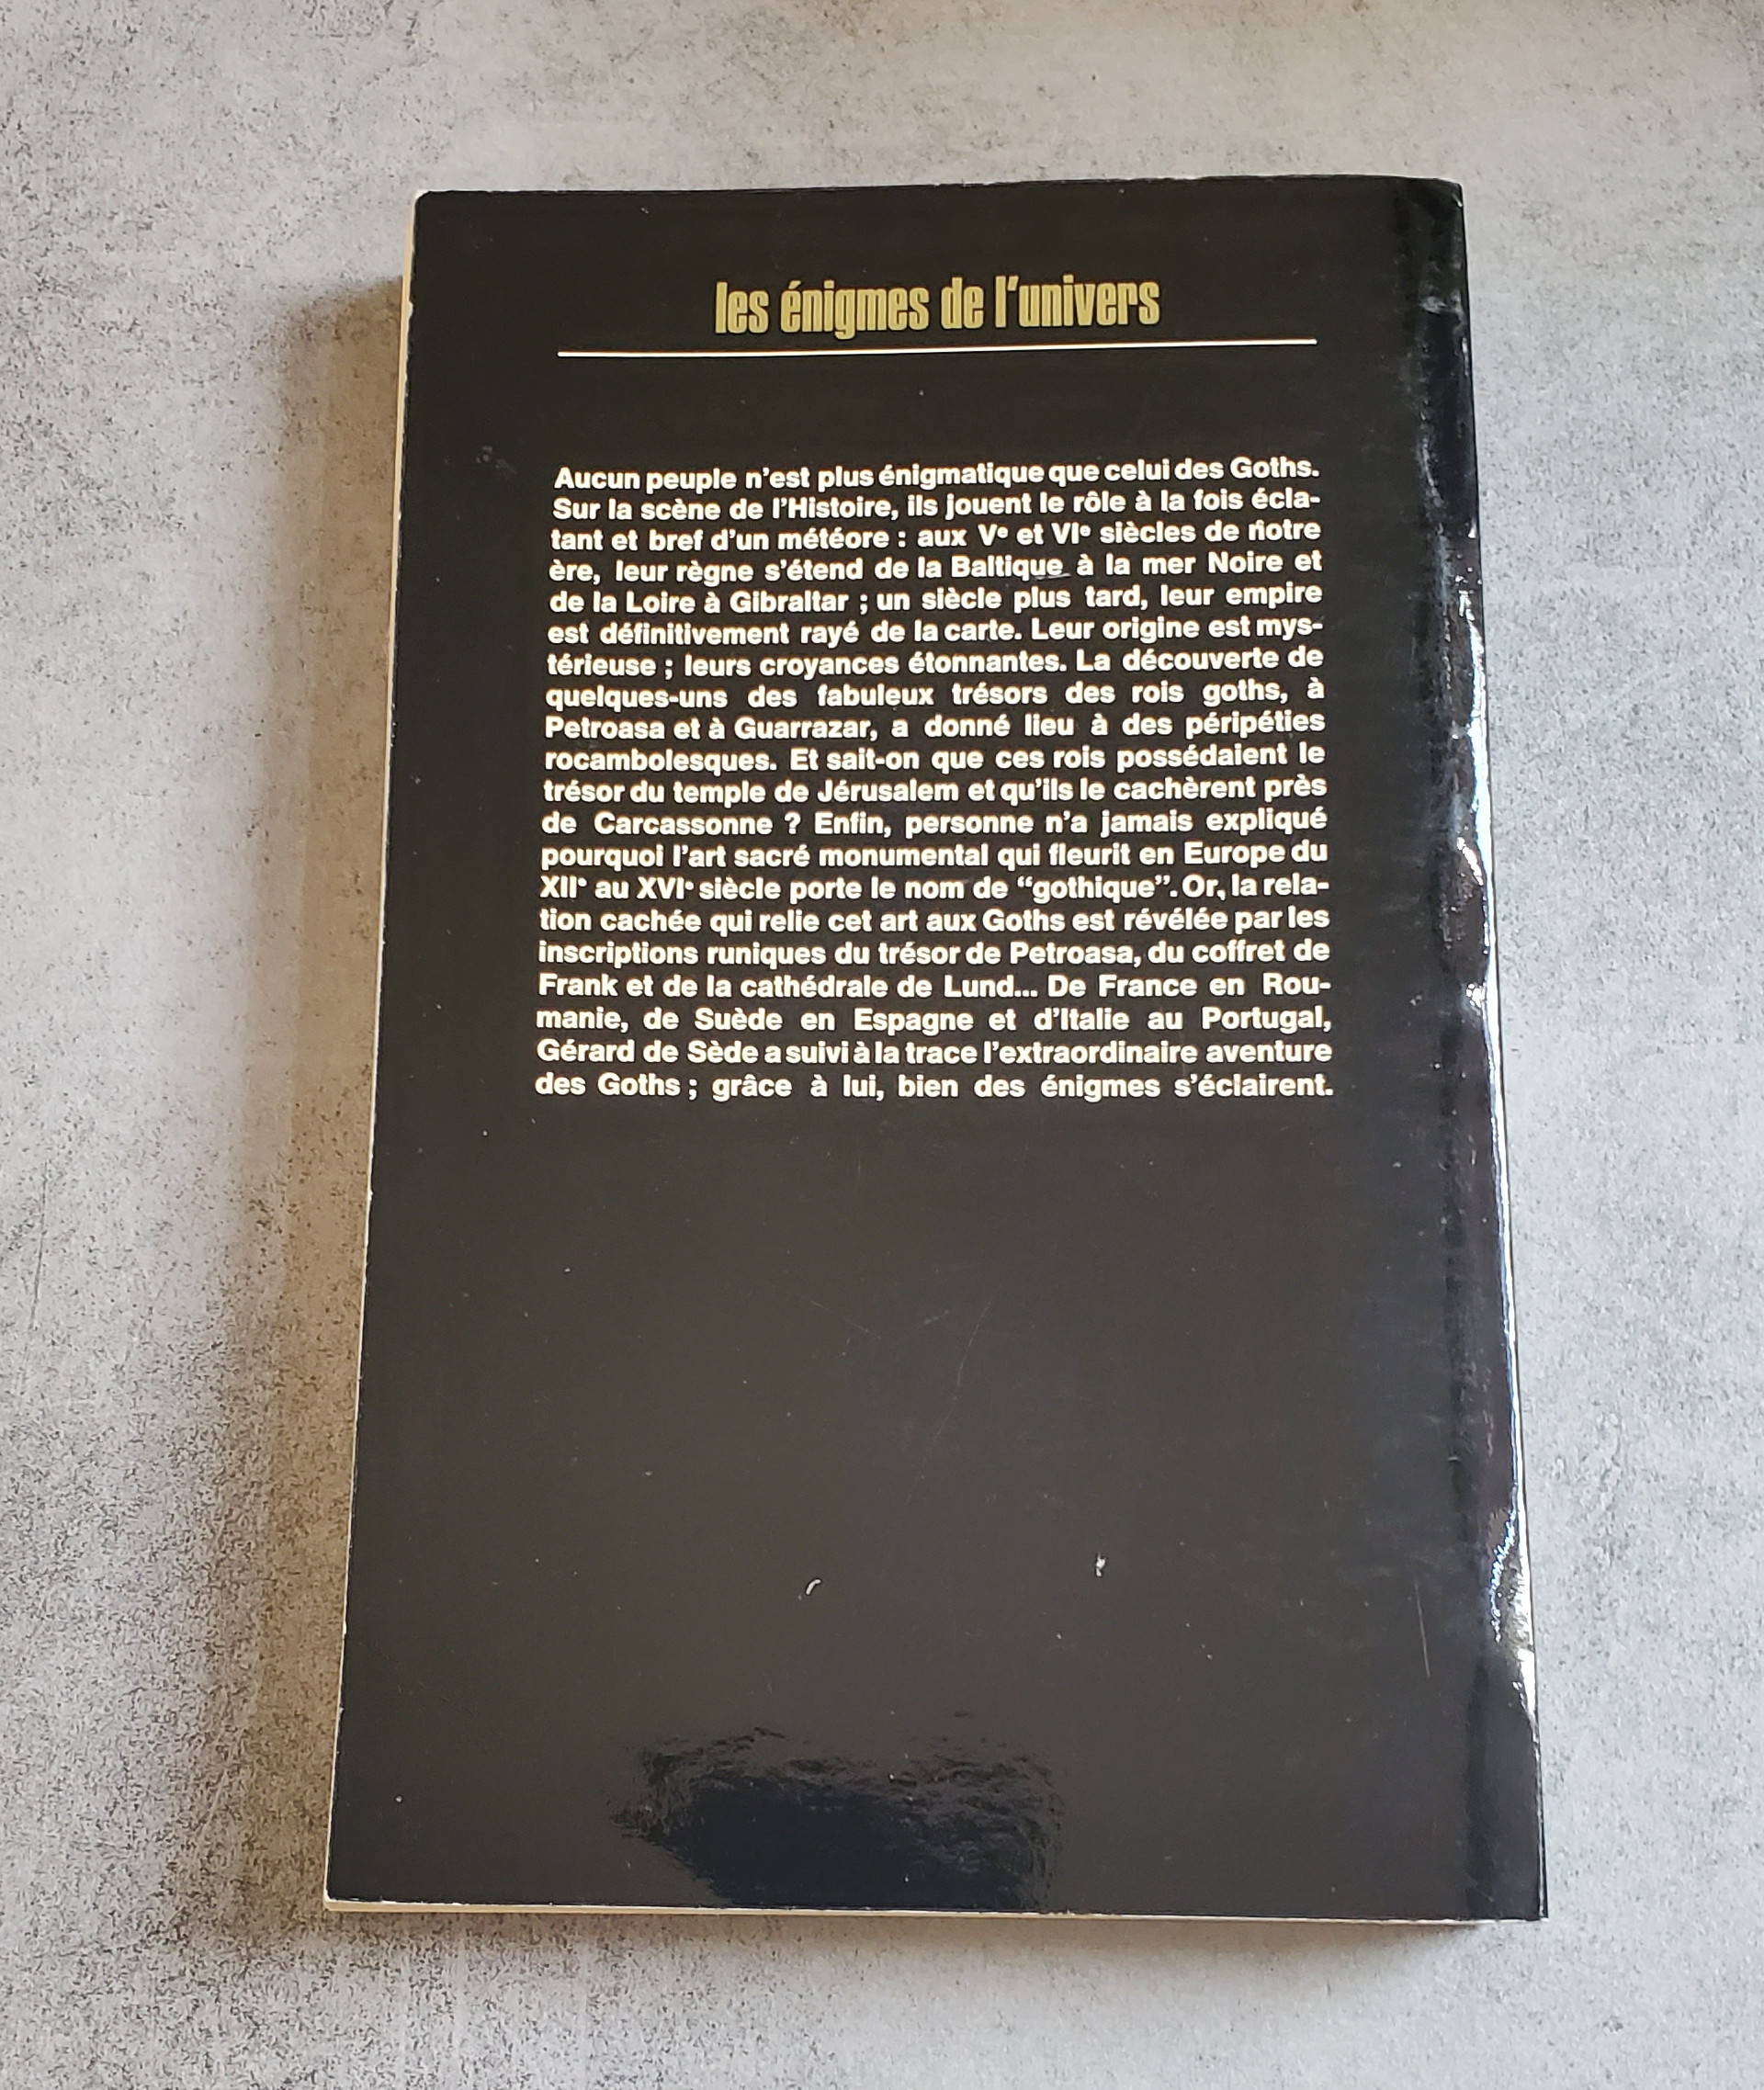 les énigmes de l'univers
Aucun peuple n'est plus énigmatique que celui des Goths.
Sur la scène de l'Histoire, ils jouent le rôle à la fois écla-
tant et bref d'un météore : aux Vᵉ et VIᵉ siècles de notre
ère, leur règne s'étend de la Baltique à la mer Noire et
de la Loire à Gibraltar ; un siècle plus tard, leur empire
est définitivement rayé de la carte. Leur origine est mys-
térieuse ; leurs croyances étonnantes. La découverte de
quelques-uns des fabuleux trésors des rois goths, à
Petroasa et à Guarrazar, a donné lieu à des péripéties
rocambolesques. Et sait-on que ces rois possédaient le
trésor du temple de Jérusalem et qu'ils le cachèrent près
de Carcassonne ? Enfin, personne n'a jamais expliqué
pourquoi l'art sacré monumental qui fleurit en Europe du
XIIᵉ au XVIᵉ siècle porte le nom de “gothique”. Or, la rela-
tion cachée qui relie cet art aux Goths est révélée par les
inscriptions runiques du trésor de Petroasa, du coffret de
Frank et de la cathédrale de Lund... De France en Rou-
manie, de Suède en Espagne et d'Italie au Portugal,
Gérard de Sède a suivi à la trace l'extraordinaire aventure
des Goths ; grâce à lui, bien des énigmes s'éclairent.